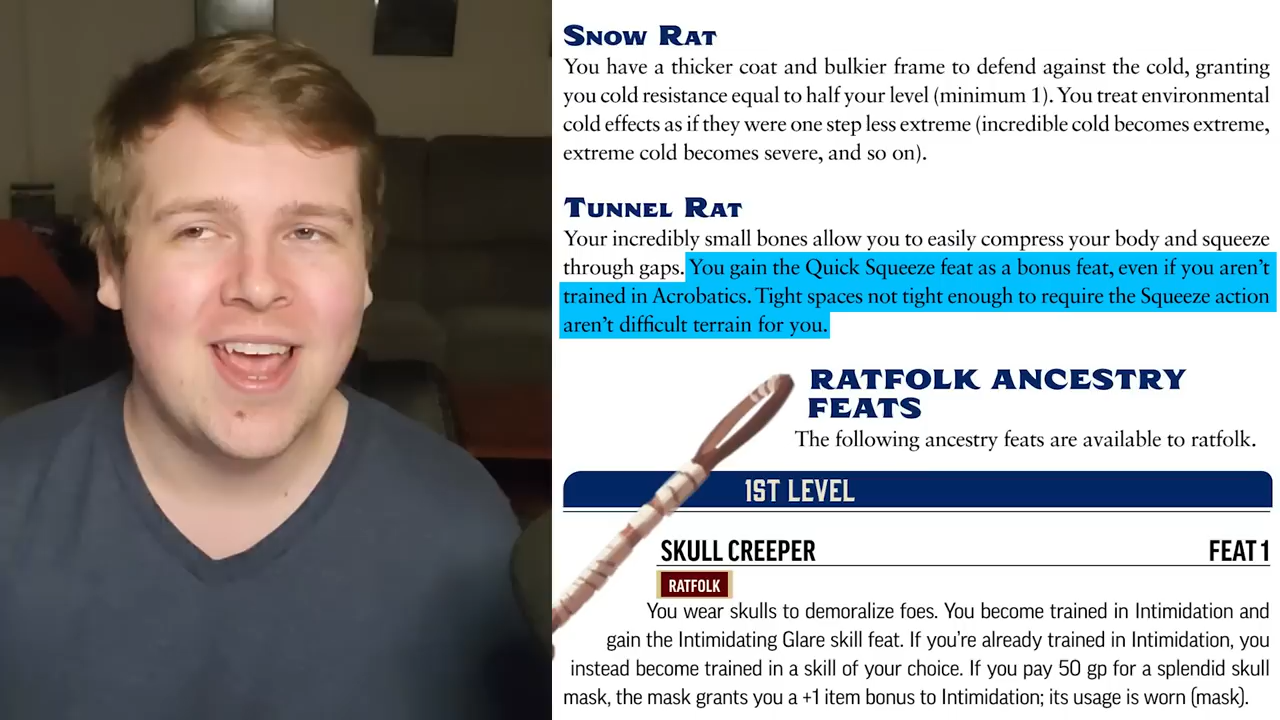 SNOW RAT
You have a thicker coat and bulkier frame to defend against the cold, granting
you cold resistance equal to half your level (minimum 1). You treat environmental
cold effects as if they were one step less extreme (incredible cold becomes extreme,
extreme cold becomes severe, and so on).
TUNNEL RAT
Your incredibly small bones allow you to easily compress your body and squeeze
through gaps. You gain the Quick Squeeze feat as a bonus feat, even if you aren't
trained in Acrobatics. Tight spaces not tight enough to require the Squeeze action
aren't difficult terrain for you.
RATFOLK ANCESTRY
FEATS
The following ancestry feats are available to ratfolk.
1ST LEVEL
SKULL CREEPER FEAT 1
RATFOLK
You wear skulls to demoralize foes. You become trained in Intimidation and
gain the Intimidating Glare skill feat. If you're already trained in Intimidation, you
instead become trained in a skill of your choice. If you pay 50 gp for a splendid skull
mask, the mask grants you a +1 item bonus to Intimidation; its usage is worn (mask).